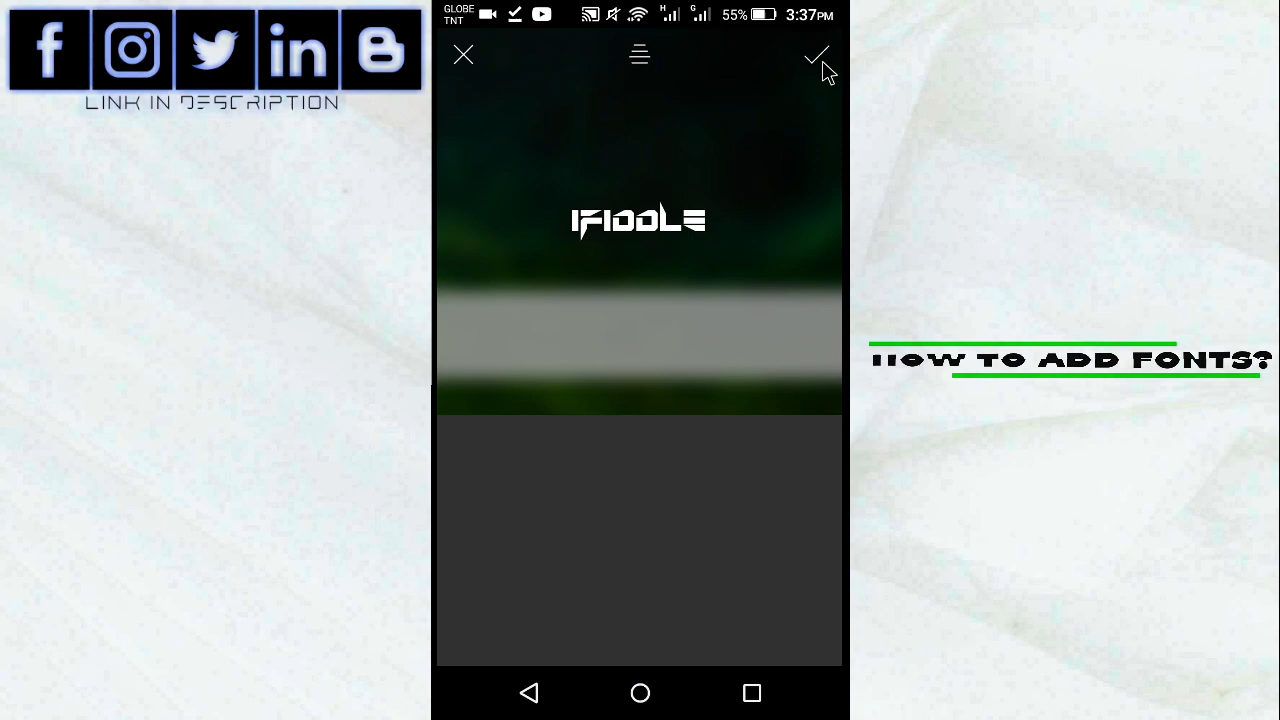 GLOBE
TNT
H
G
55%
3:37PM
LINK IN DESCRIPTION
IFIDDLE
HOW TO ADD FONTS?